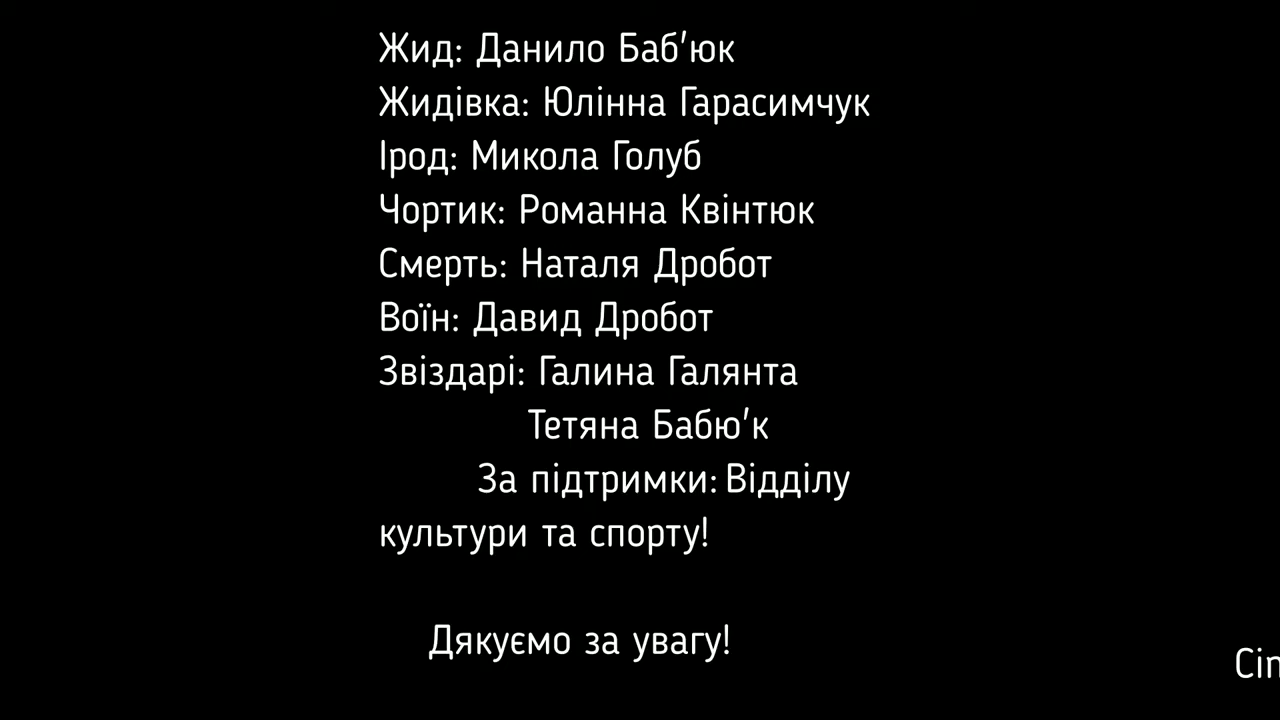 Жид: Данило Баб'юк
Жидівка: Юлінна Гарасимчук
Ірод: Микола Голуб
Чортик: Романна Квінтюк
Смерть: Наталя Дробот
Воїн: Давид Дробот
Звіздарі: Галина Галянта
Тетяна Бабю'к
За підтримки: Відділу
культури та спорту!
Дякуємо за увагу!